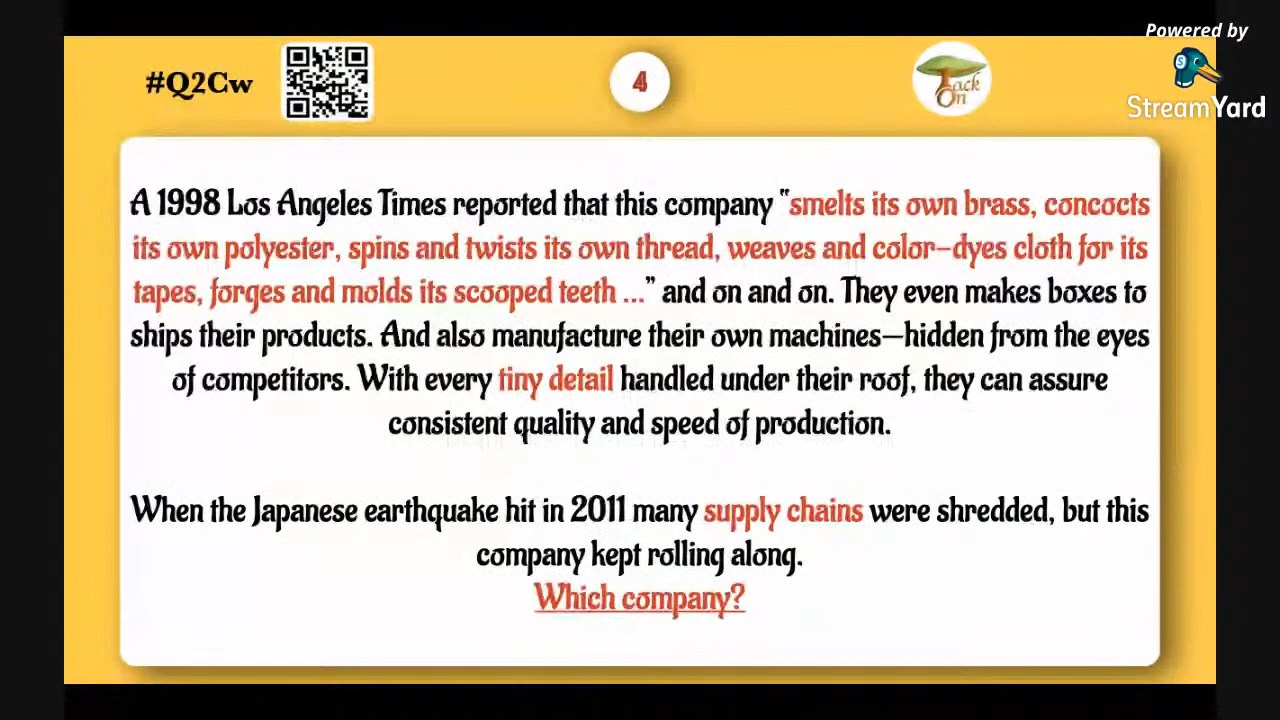 Powered by
StreamYard
#Q2Cw
4
Jack
On
A 1998 Los Angeles Times reported that this company "smelts its own brass, concocts
its own polyester, spins and twists its own thread, weaves and color-dyes cloth for its
tapes, forges and molds its scooped teeth ..." and on and on. They even makes boxes to
ships their products. And also manufacture their own machines—hidden from the eyes
of competitors. With every tiny detail handled under their roof, they can assure
consistent quality and speed of production.
When the Japanese earthquake hit in 2011 many supply chains were shredded, but this
company kept rolling along.
Which company?